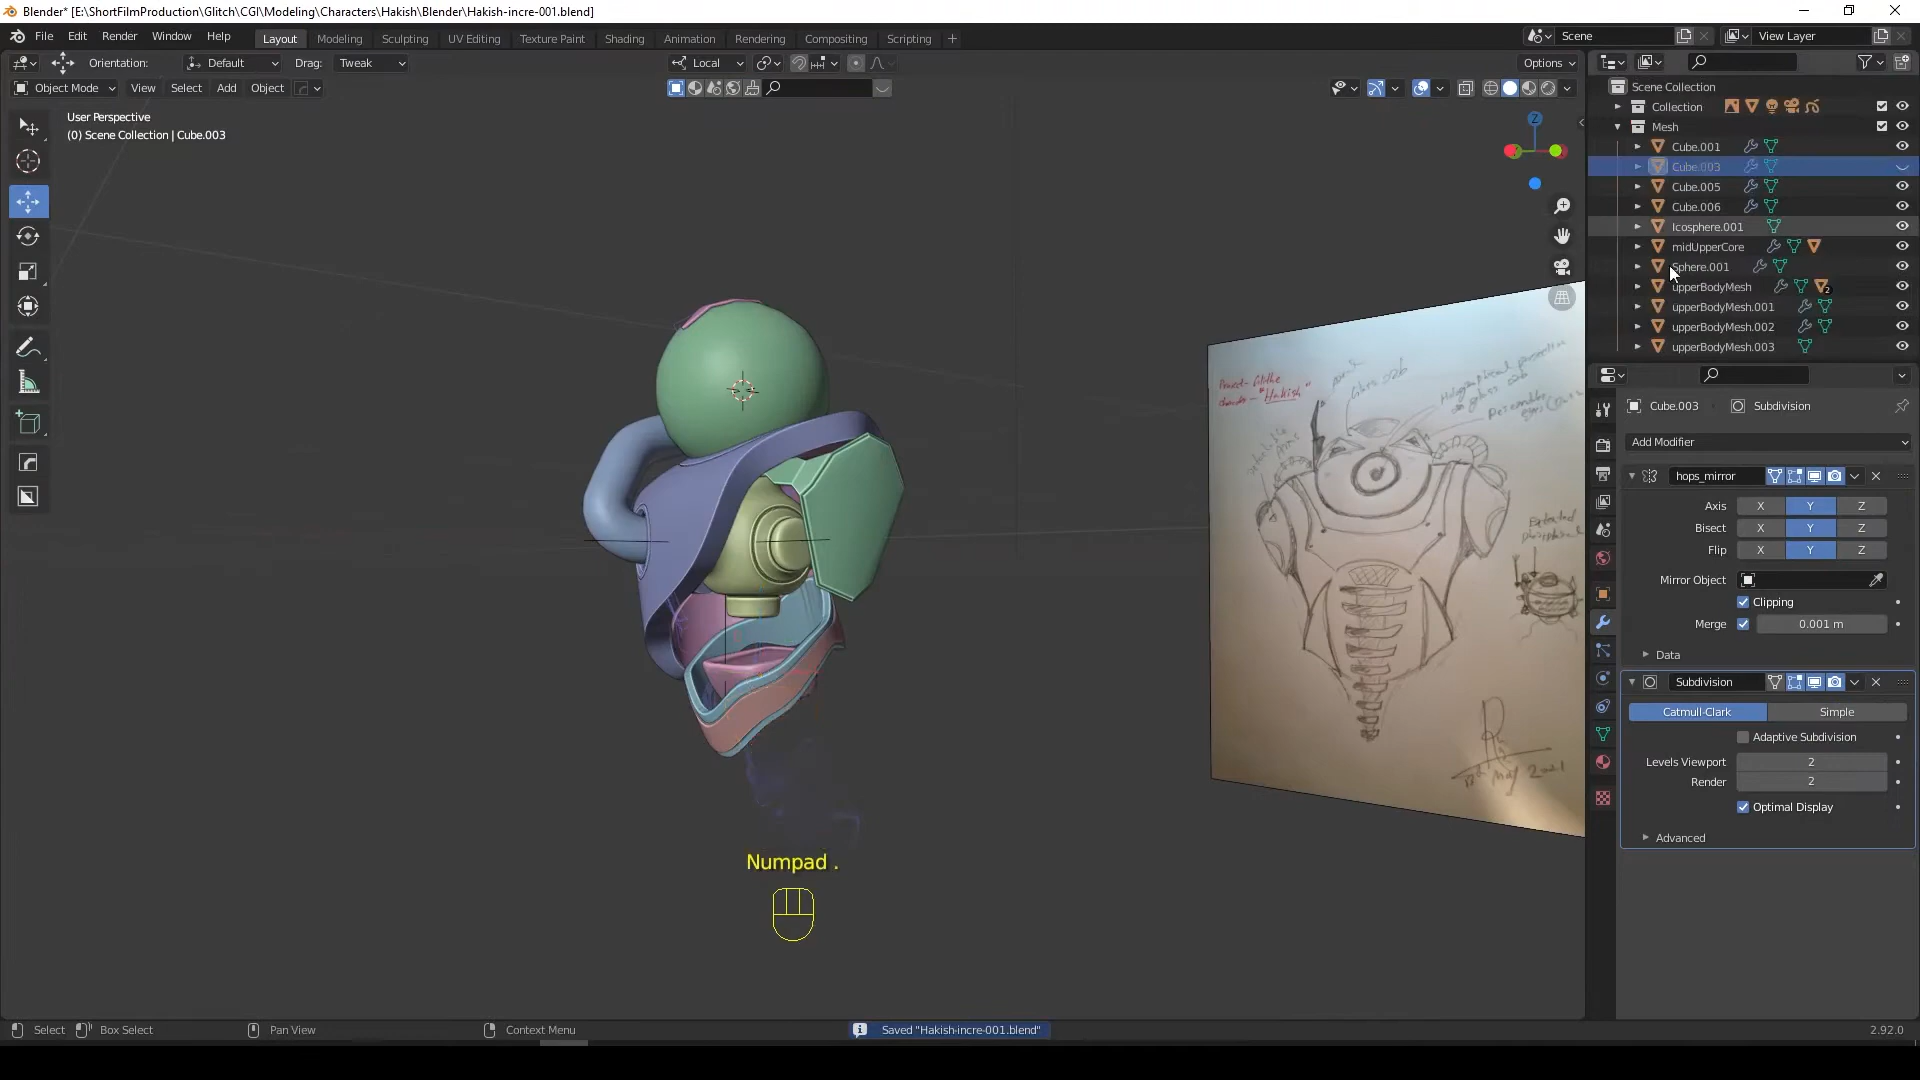 Blender* [E:\ShortFilmProduction\Glitch\CGI\Modeling\Characters\Hakish\Blender\Hakish-incre-001.blend]
File Edit Render Window Help
Layout Modeling Sculpting UV Editing Texture Paint Shading Animation Rendering Compositing Scripting +
Scene View Layer
Orientation: Default Drag: Tweak Local Options
Object Mode View Select Add Object
User Perspective
(0) Scene Collection | Cube.003
Z
Scene Collection
Collection
Mesh
Cube.001
Cube.003
Cube.005
Cube.006
Icosphere.001
midUpperCore
Sphere.001
upperBodyMesh 2
upperBodyMesh.001
upperBodyMesh.002
upperBodyMesh.003
"Hakish"
Cube.003 Subdivision
Add Modifier
hops_mirror
Axis X Y Z
Bisect X Y Z
Flip X Y Z
Mirror Object
Clipping
Merge 0.001 m
Data
Subdivision
Catmull-Clark Simple
Adaptive Subdivision
Levels Viewport 2
Render 2
Optimal Display
Advanced
May 2021
Numpad .
Select Box Select Pan View Context Menu Saved "Hakish-incre-001.blend" 2.92.0